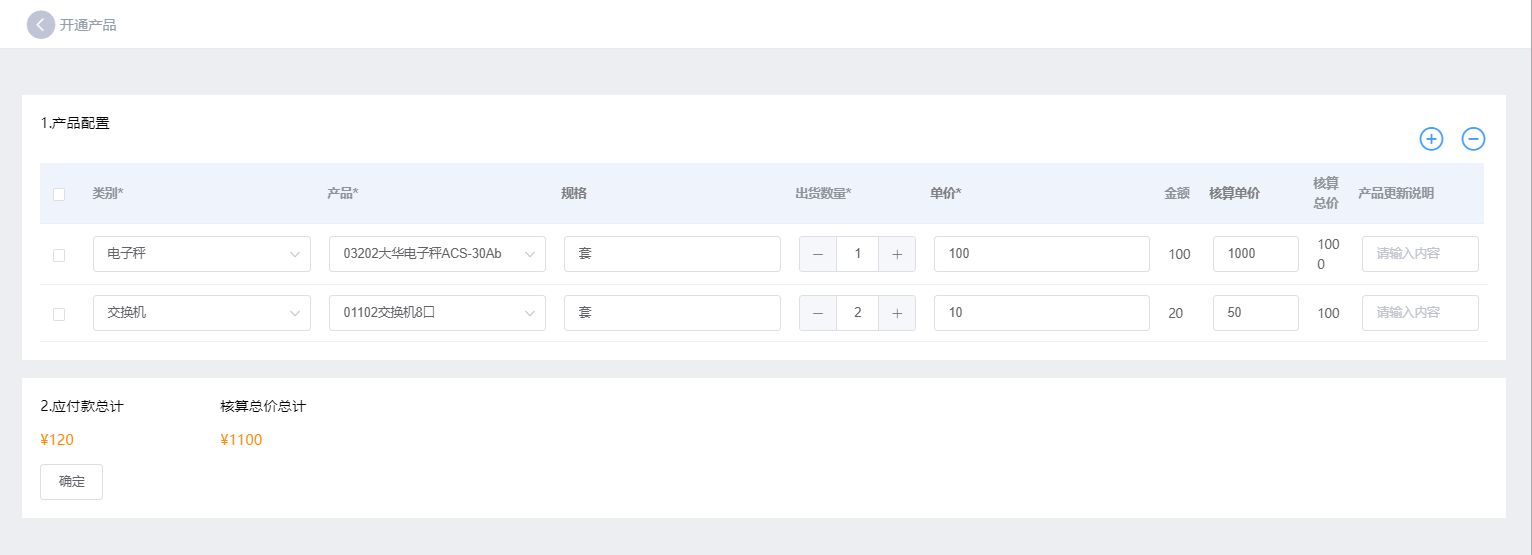 开通产品
1.产品配置
类别* 产品* 规格 出货数量* 单价* 金额 核算单价 核算总价 产品更新说明
电子秤 03202大华电子秤ACS-30Ab 套 1 100 100 1000 1000 请输入内容
交换机 01102交换机8口 套 2 10 20 50 100 请输入内容
2.应付款总计 核算总价总计
¥120 ¥1100
确定